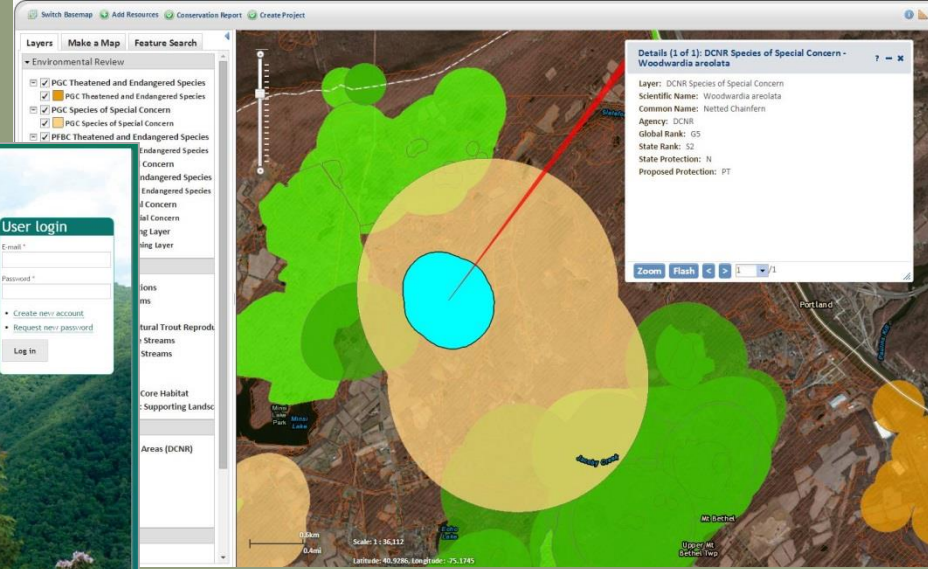 Switch Basemap Add Resources Conservation Report Create Project
Layers Make a Map Feature Search
Environmental Review
PGC Theatened and Endangered Species
PGC Theatened and Endangered Species
PGC Species of Special Concern
PGC Species of Special Concern
PFBC Theatened and Endangered Species
Endangered Species
Concern
ndangered Species
Endangered Species
l Concern
ial Concern
ng Layer
ning Layer
ions
ms
tural Trout Reprodu
Streams
Streams
Core Habitat
Supporting Landsc
Areas (DCNR)
User login
E-mail *
Password *
Create new account
Request new password
Log in
Details (1 of 1): DCNR Species of Special Concern -
Woodwardia areolata
? – ×
Layer: DCNR Species of Special Concern
Scientific Name: Woodwardia areolata
Common Name: Netted Chainfern
Agency: DCNR
Global Rank: G5
State Rank: S2
State Protection: N
Proposed Protection: PT
Zoom Flash < > 1 /1
Portland
Minsi
Lake
Park
Minsi
Lake
Jacoby Creek
Mt Bethel
Upper Mt
Bethel Twp
Echo
Lake
0.6km
0.4mi
Scale: 1 : 36,112
Latitude: 40.9286, Longitude: -75.1745